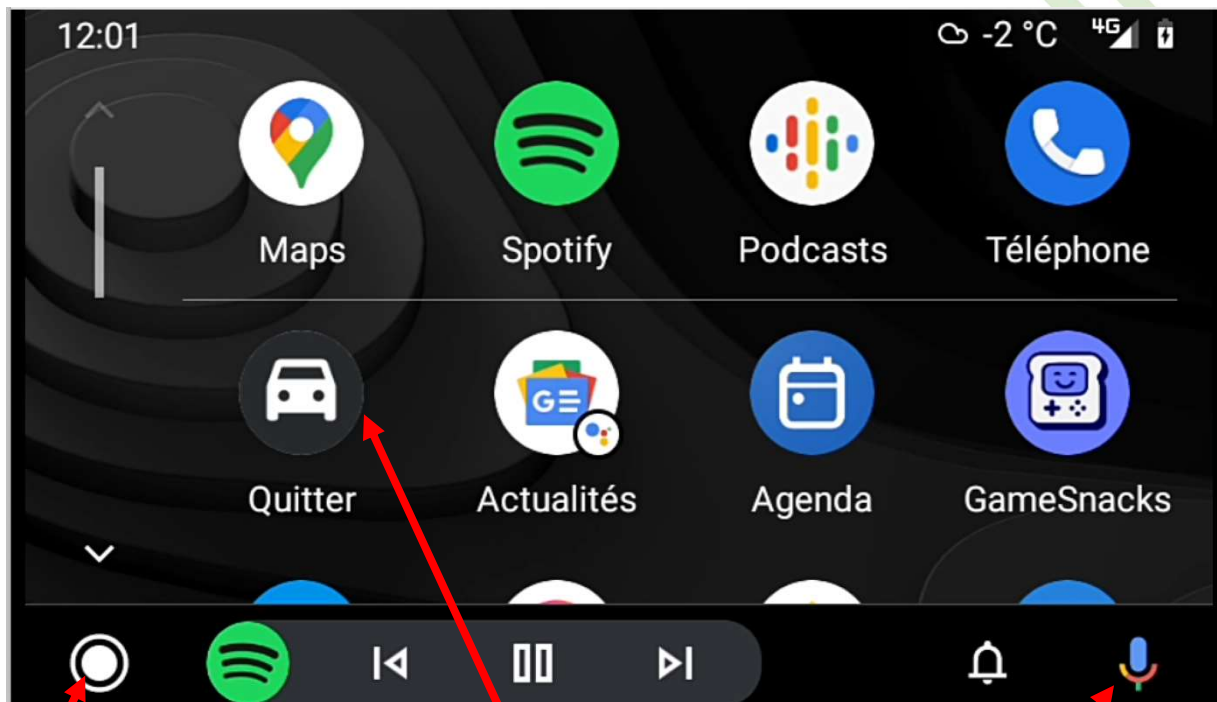 12:01
-2 °C 4G
Maps Spotify Podcasts Téléphone
G
Quitter Actualités Agenda GameSnacks